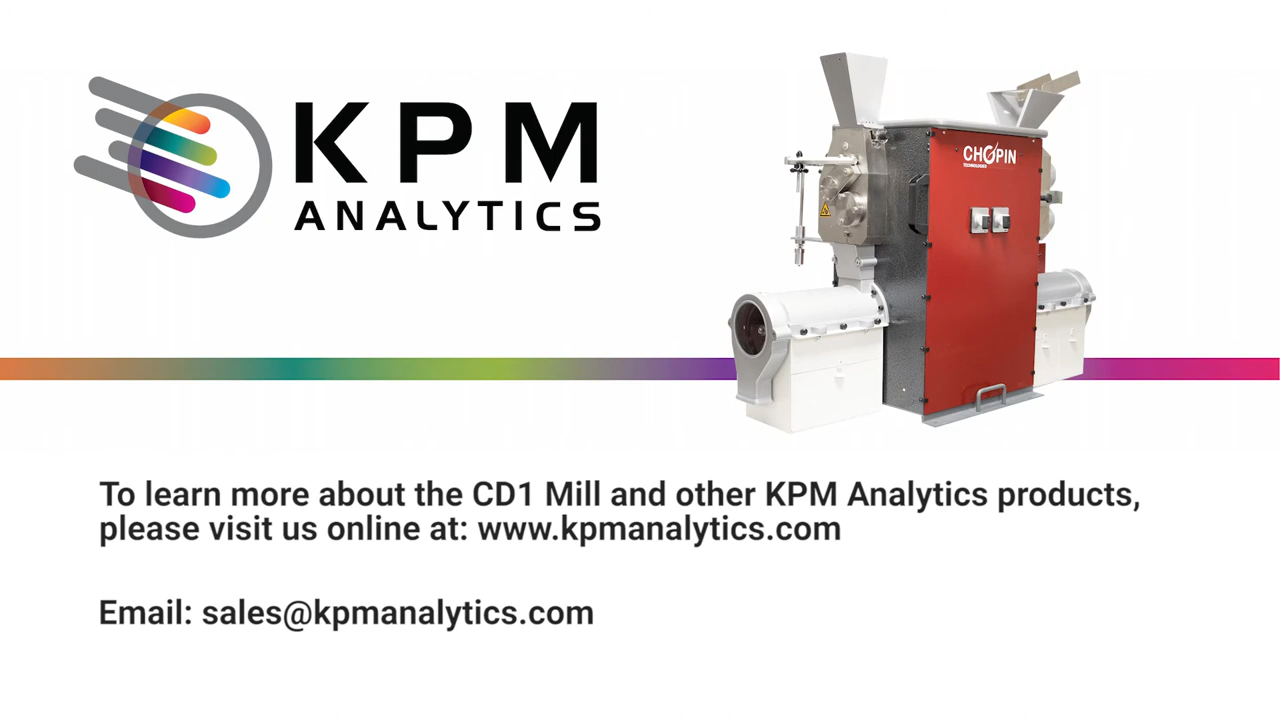 KPM
ANALYTICS
CHOPIN
TECHNOLOGIES
To learn more about the CD1 Mill and other KPM Analytics products,
please visit us online at: www.kpmanalytics.com
Email: sales@kpmanalytics.com